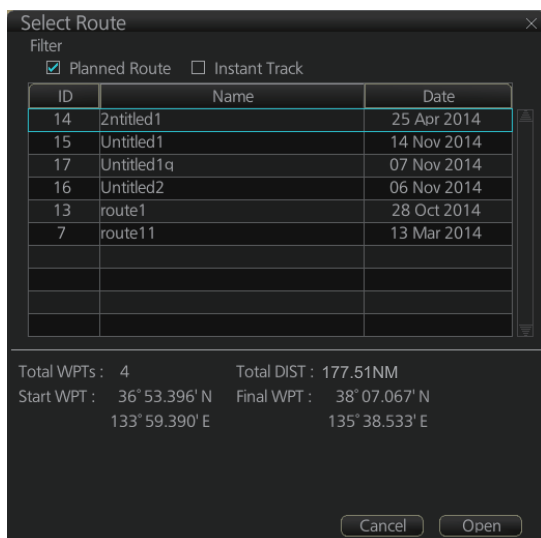 Select Route
Filter
Planned Route Instant Track
ID Name Date
14 2ntitled1 25 Apr 2014
15 Untitled1 14 Nov 2014
17 Untitled1q 07 Nov 2014
16 Untitled2 06 Nov 2014
13 route1 28 Oct 2014
7 route11 13 Mar 2014
Total WPTs : 4 Total DIST : 177.51NM
Start WPT : 36° 53.396' N Final WPT : 38° 07.067' N
133° 59.390' E 135° 38.533' E
Cancel Open